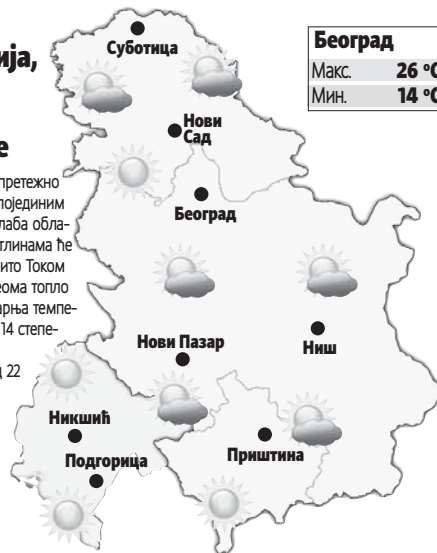 ија,
е
претежно
појединим
лаба обла-
тлинама ће
ито Током
еома топло
арња темпе-
14 степе-
д 22
Београд
Макс. 26 °C
Мин. 14 °C
Суботица
Нови
Сад
Београд
Нови Пазар
Ниш
Никшић
Подгорица
Приштина